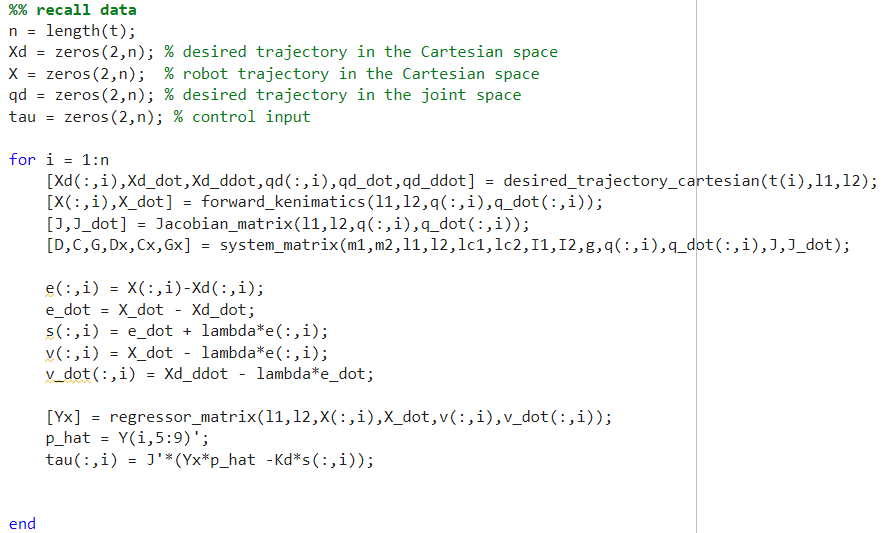 %% recall data
n = length(t);
Xd = zeros(2,n); % desired trajectory in the Cartesian space
X = zeros(2,n);  % robot trajectory in the Cartesian space
qd = zeros(2,n); % desired trajectory in the joint space
tau = zeros(2,n); % control input
for i = 1:n
[Xd(:,i),Xd_dot,Xd_ddot,qd(:,i),qd_dot,qd_ddot] = desired_trajectory_cartesian(t(i),l1,l2);
[X(:,i),X_dot] = forward_kenimatics(l1,l2,q(:,i),q_dot(:,i));
[J,J_dot] = Jacobian_matrix(l1,l2,q(:,i),q_dot(:,i));
[D,C,G,Dx,Cx,Gx] = system_matrix(m1,m2,l1,l2,lc1,lc2,I1,I2,g,q(:,i),q_dot(:,i),J,J_dot);
e(:,i) = X(:,i)-Xd(:,i);
e_dot = X_dot - Xd_dot;
s(:,i) = e_dot + lambda*e(:,i);
v(:,i) = X_dot - lambda*e(:,i);
v_dot(:,i) = Xd_ddot - lambda*e_dot;
[Yx] = regressor_matrix(l1,l2,X(:,i),X_dot,v(:,i),v_dot(:,i));
p_hat = Y(i,5:9)';
tau(:,i) = J'*(Yx*p_hat -Kd*s(:,i));
end